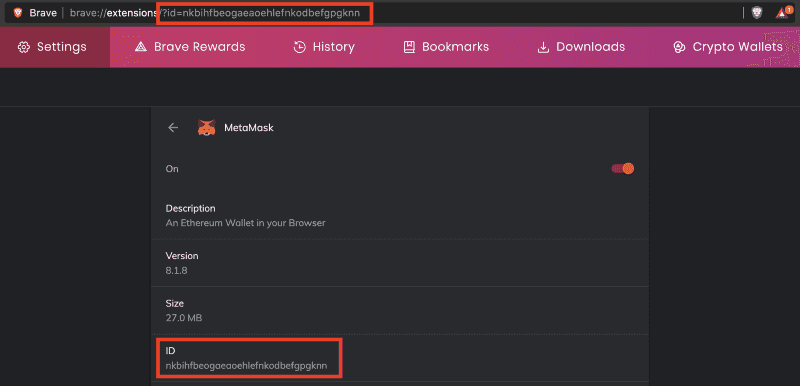 Brave brave://extensions/?id=nkbihfbeogaeaoehlefnkodbefgpgknn 1
Settings Brave Rewards History Bookmarks Downloads Crypto Wallets
MetaMask
On
Description
An Ethereum Wallet in your Browser
Version
8.1.8
Size
27.0 MB
ID
nkbihfbeogaeaoehlefnkodbefgpgknn